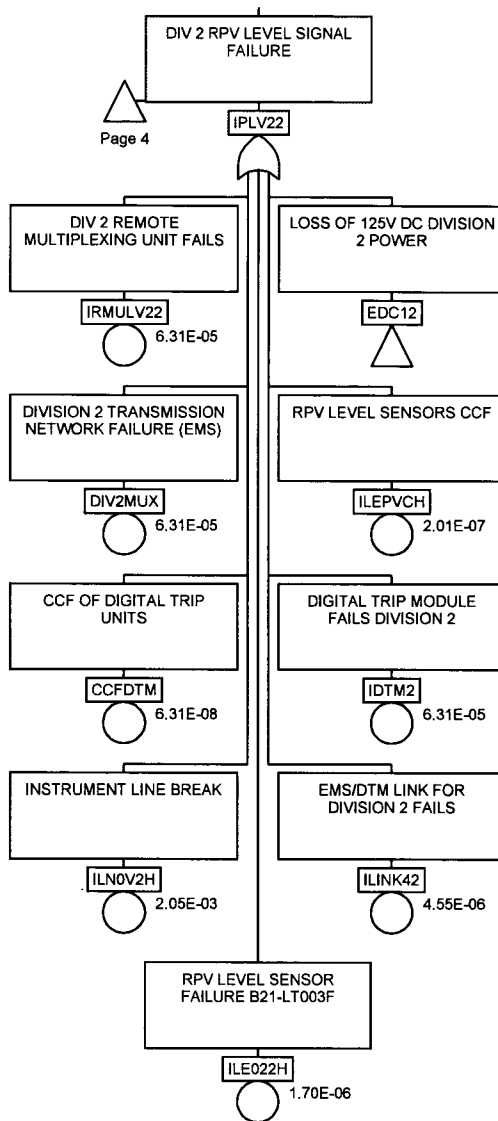 DIV 2 RPV LEVEL SIGNAL
FAILURE
Page 4
IPLV22
DIV 2 REMOTE
MULTIPLEXING UNIT FAILS
IRMULV22
6.31E-05
LOSS OF 125V DC DIVISION
2 POWER
EDC12
DIVISION 2 TRANSMISSION
NETWORK FAILURE (EMS)
DIV2MUX
6.31E-05
RPV LEVEL SENSORS CCF
ILEPVCH
2.01E-07
CCF OF DIGITAL TRIP
UNITS
CCFDTM
6.31E-08
DIGITAL TRIP MODULE
FAILS DIVISION 2
IDTM2
6.31E-05
INSTRUMENT LINE BREAK
ILN0V2H
2.05E-03
EMS/DTM LINK FOR
DIVISION 2 FAILS
ILINK42
4.55E-06
RPV LEVEL SENSOR
FAILURE B21-LT003F
ILE022H
1.70E-06